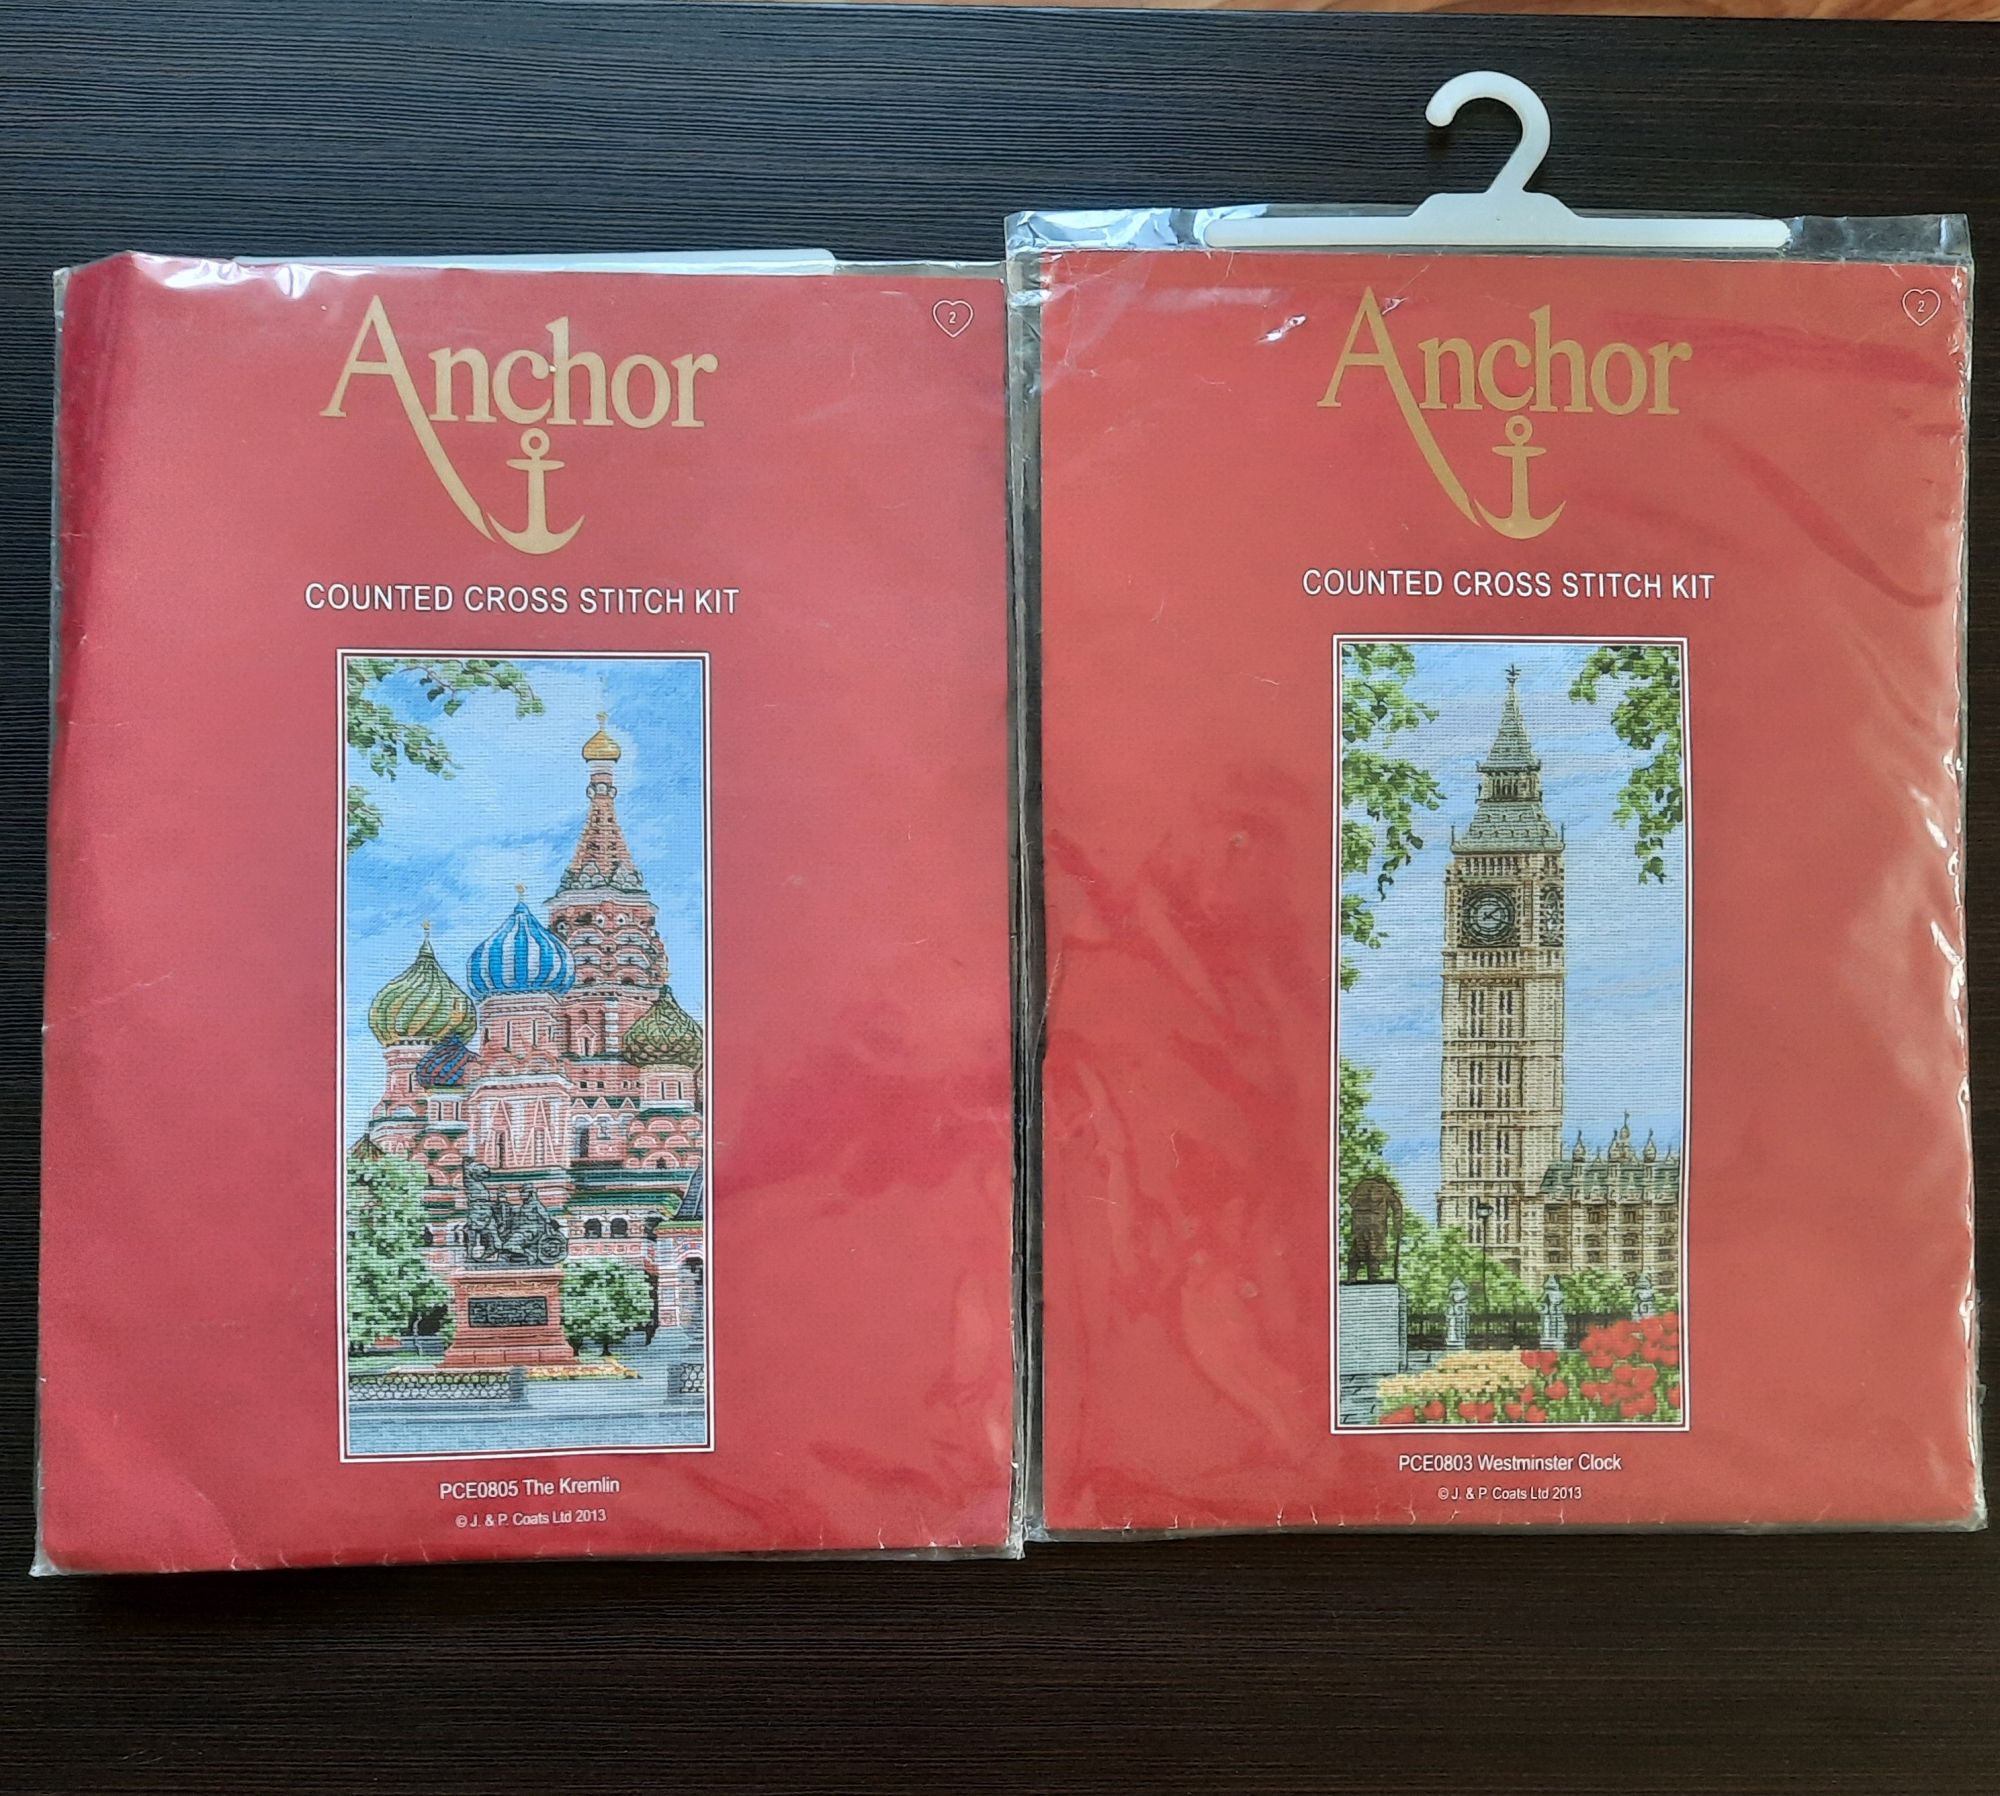 Anchor
2
COUNTED CROSS STITCH KIT
PCE0805 The Kremlin
© J. & P. Coats Ltd 2013
Anchor
2
COUNTED CROSS STITCH KIT
PCE0803 Westminster Clock
© J. & P. Coats Ltd 2013